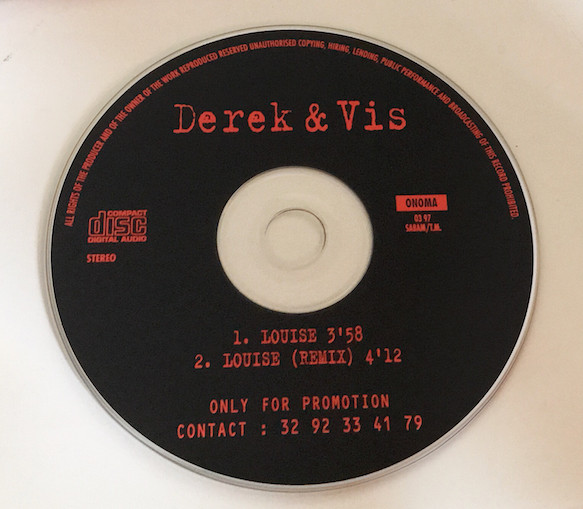 ALL RIGHTS OF THE PRODUCER AND OF THE OWNER OF THE WORK REPRODUCED RESERVED UNAUTHORISED COPYING, HIRING, LENDING, PUBLIC PERFORMANCE AND BROADCASTING OF THIS RECORD PROHIBITED.
Derek & Vis
COMPACT
disc
DIGITAL AUDIO
STEREO
ONOMA
03 97
SABAM/T.M.
1. LOUISE 3'58
2. LOUISE (REMIX) 4'12
ONLY FOR PROMOTION
CONTACT : 32 92 33 41 79